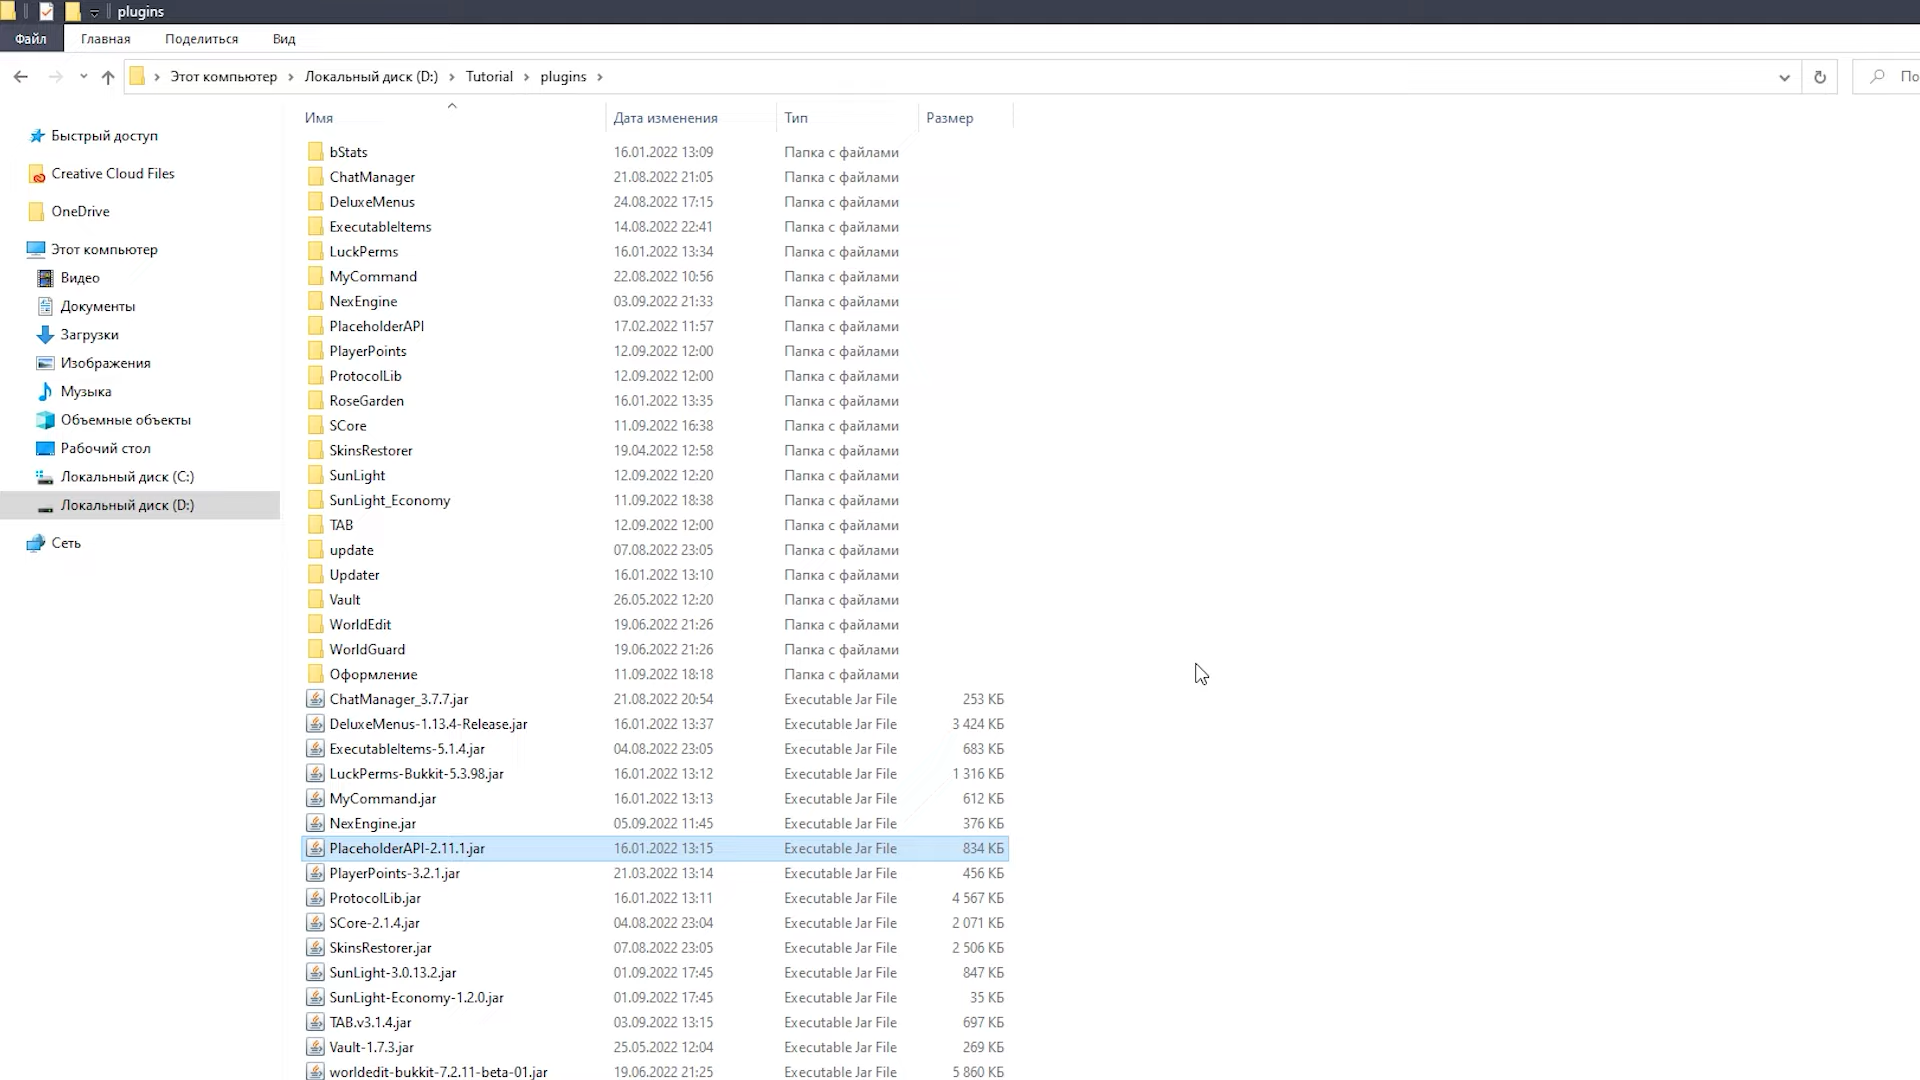 plugins
Файл Главная Поделиться Вид
Этот компьютер Локальный диск (D:) Tutorial plugins По
Имя Дата изменения Тип Размер
Быстрый доступ
Creative Cloud Files
OneDrive
Этот компьютер
Видео
Документы
Загрузки
Изображения
Музыка
Объемные объекты
Рабочий стол
Локальный диск (C:)
Локальный диск (D:)
Сеть
bStats 16.01.2022 13:09 Папка с файлами
ChatManager 21.08.2022 21:05 Папка с файлами
DeluxeMenus 24.08.2022 17:15 Папка с файлами
ExecutableItems 14.08.2022 22:41 Папка с файлами
LuckPerms 16.01.2022 13:34 Папка с файлами
MyCommand 22.08.2022 10:56 Папка с файлами
NexEngine 03.09.2022 21:33 Папка с файлами
PlaceholderAPI 17.02.2022 11:57 Папка с файлами
PlayerPoints 12.09.2022 12:00 Папка с файлами
ProtocolLib 12.09.2022 12:00 Папка с файлами
RoseGarden 16.01.2022 13:35 Папка с файлами
SCore 11.09.2022 16:38 Папка с файлами
SkinsRestorer 19.04.2022 12:58 Папка с файлами
SunLight 12.09.2022 12:20 Папка с файлами
SunLight_Economy 11.09.2022 18:38 Папка с файлами
TAB 12.09.2022 12:00 Папка с файлами
update 07.08.2022 23:05 Папка с файлами
Updater 16.01.2022 13:10 Папка с файлами
Vault 26.05.2022 12:20 Папка с файлами
WorldEdit 19.06.2022 21:26 Папка с файлами
WorldGuard 19.06.2022 21:26 Папка с файлами
Оформление 11.09.2022 18:18 Папка с файлами
ChatManager_3.7.7.jar 21.08.2022 20:54 Executable Jar File 253 КБ
DeluxeMenus-1.13.4-Release.jar 16.01.2022 13:37 Executable Jar File 3 424 КБ
ExecutableItems-5.1.4.jar 04.08.2022 23:05 Executable Jar File 683 КБ
LuckPerms-Bukkit-5.3.98.jar 16.01.2022 13:12 Executable Jar File 1 316 КБ
MyCommand.jar 16.01.2022 13:13 Executable Jar File 612 КБ
NexEngine.jar 05.09.2022 11:45 Executable Jar File 376 КБ
PlaceholderAPI-2.11.1.jar 16.01.2022 13:15 Executable Jar File 834 КБ
PlayerPoints-3.2.1.jar 21.03.2022 13:14 Executable Jar File 456 КБ
ProtocolLib.jar 16.01.2022 13:11 Executable Jar File 4 567 КБ
SCore-2.1.4.jar 04.08.2022 23:04 Executable Jar File 2 071 КБ
SkinsRestorer.jar 07.08.2022 23:05 Executable Jar File 2 506 КБ
SunLight-3.0.13.2.jar 01.09.2022 17:45 Executable Jar File 847 КБ
SunLight-Economy-1.2.0.jar 01.09.2022 17:45 Executable Jar File 35 КБ
TAB.v3.1.4.jar 03.09.2022 13:15 Executable Jar File 697 КБ
Vault-1.7.3.jar 25.05.2022 12:04 Executable Jar File 269 КБ
worldedit-bukkit-7.2.11-beta-01.jar 19.06.2022 21:25 Executable Jar File 5 860 КБ